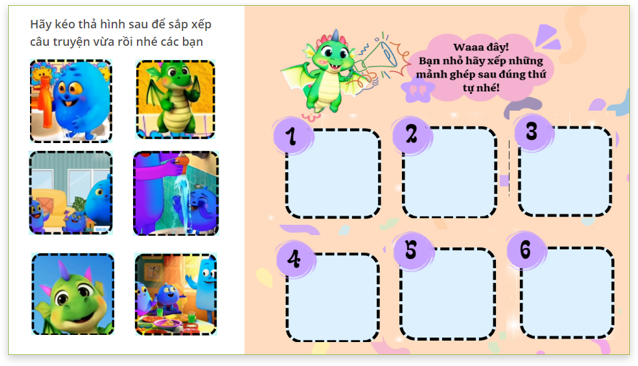 Hãy kéo thả hình sau để sắp xếp
câu truyện vừa rồi nhé các bạn
Waaa đây!
Bạn nhỏ hãy xếp những
mảnh ghép sau đúng thứ
tự nhé!
1
2
3
4
5
6